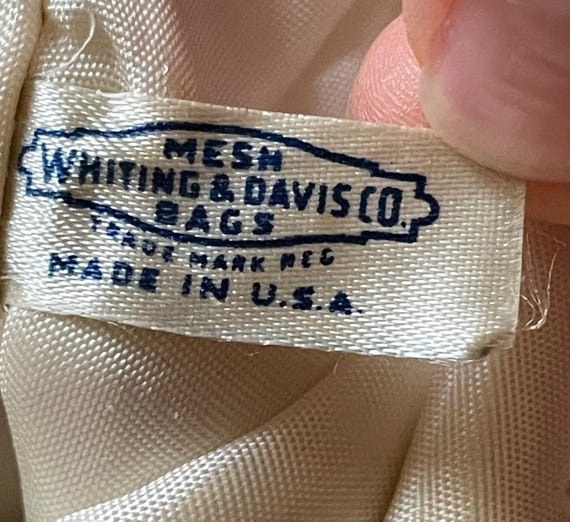 MESH
WHITING & DAVIS CO.
BAGS
TRADE MARK REG
MADE IN U.S.A.